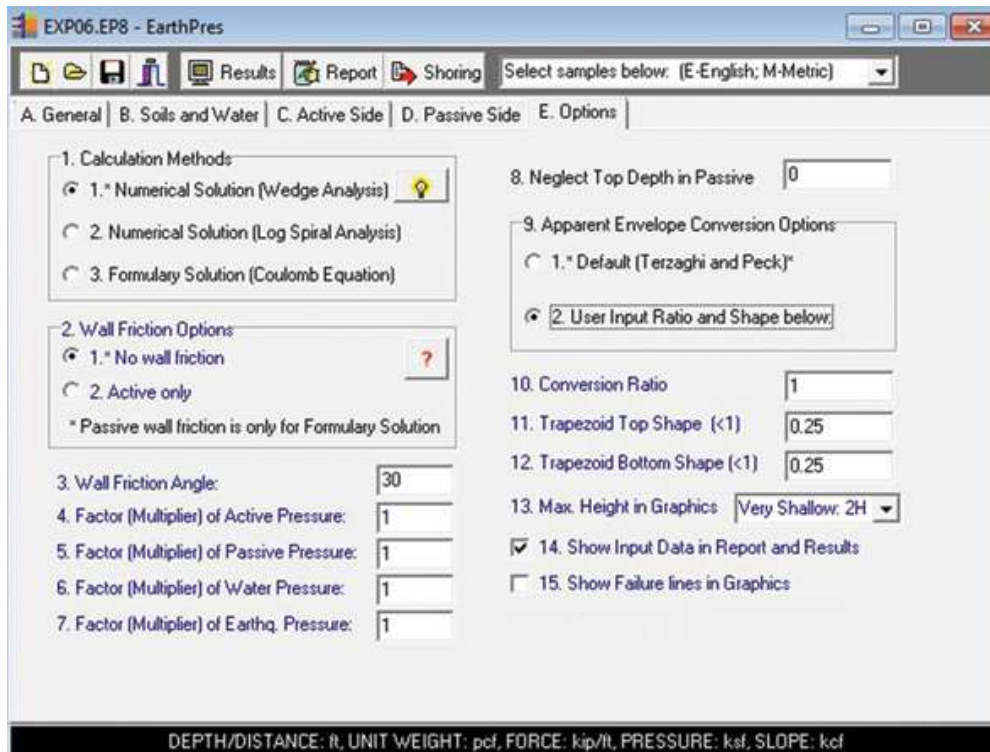 EXP06.EP8 - EarthPres
Results Report Shoring Select samples below: (E-English; M-Metric)
A. General B. Soils and Water C. Active Side D. Passive Side E. Options
1. Calculation Methods
1.* Numerical Solution (Wedge Analysis)
2. Numerical Solution (Log Spiral Analysis)
3. Formulary Solution (Coulomb Equation)
2. Wall Friction Options
1.* No wall friction
?
2. Active only
* Passive wall friction is only for Formulary Solution
3. Wall Friction Angle: 30
4. Factor (Multiplier) of Active Pressure: 1
5. Factor (Multiplier) of Passive Pressure: 1
6. Factor (Multiplier) of Water Pressure: 1
7. Factor (Multiplier) of Earthq. Pressure: 1
8. Neglect Top Depth in Passive 0
9. Apparent Envelope Conversion Options
1.* Default (Terzaghi and Peck)*
2. User Input Ratio and Shape below:
10. Conversion Ratio 1
11. Trapezoid Top Shape (<1) 0.25
12. Trapezoid Bottom Shape (<1) 0.25
13. Max. Height in Graphics Very Shallow: 2H
14. Show Input Data in Report and Results
15. Show Failure lines in Graphics
DEPTH/DISTANCE: ft, UNIT WEIGHT: pcf, FORCE: kip/ft, PRESSURE: ksf, SLOPE: kcf